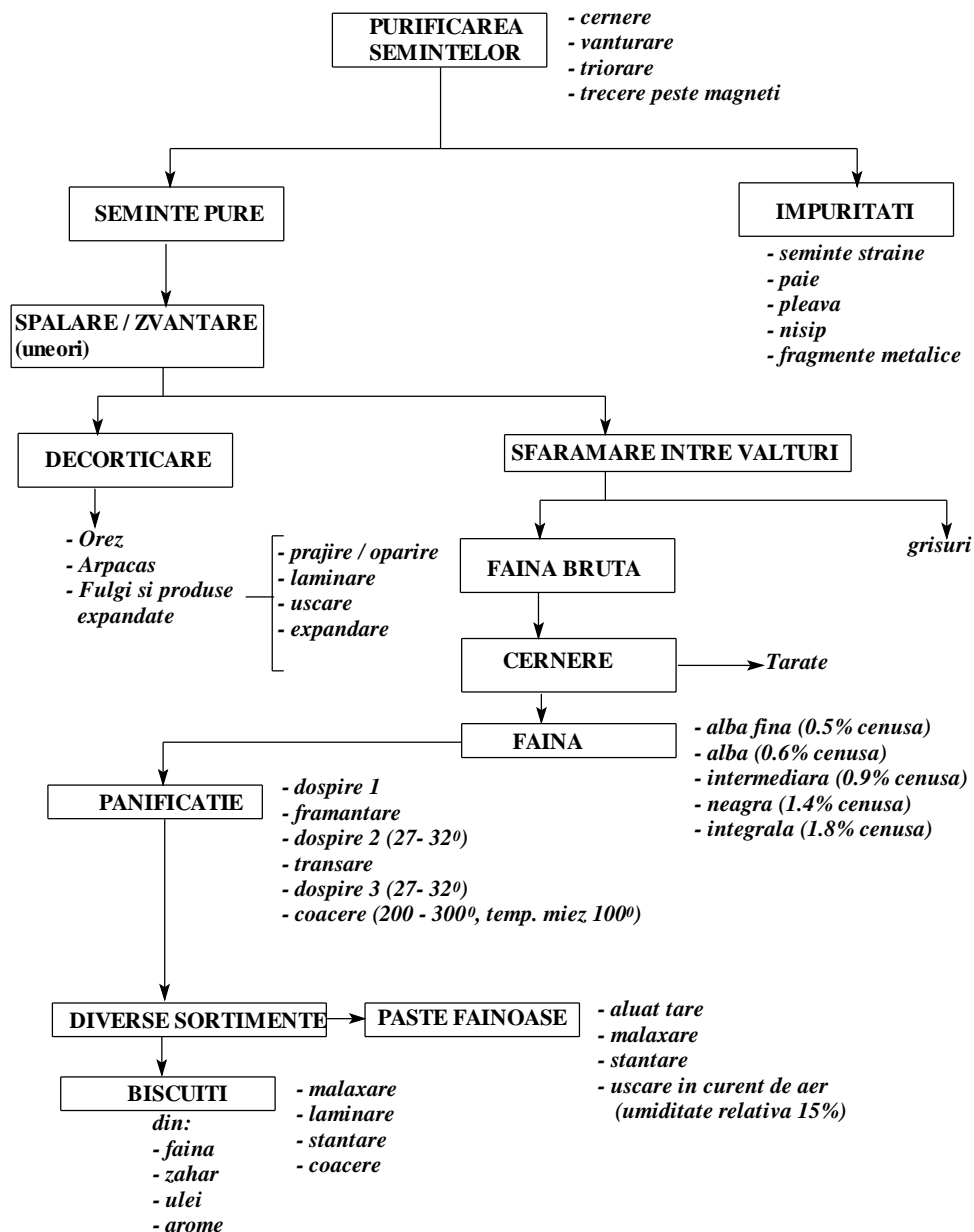 PURIFICAREA
SEMINTELOR
- cernere
- vanturare
- triorare
- trecere peste magneti
SEMINTE PURE
IMPURITATI
- seminte straine
- paie
- pleava
- nisip
- fragmente metalice
SPALARE / ZVANTARE
(uneori)
DECORTICARE
SFARAMARE INTRE VALTURI
- Orez
- Arpacas
- Fulgi si produse
expandate
- prajire / oparire
- laminare
- uscare
- expandare
FAINA BRUTA
grisuri
CERNERE
Tarate
FAINA
- alba fina (0.5% cenusa)
- alba (0.6% cenusa)
- intermediara (0.9% cenusa)
- neagra (1.4% cenusa)
- integrala (1.8% cenusa)
PANIFICATIE
- dospire 1
- framantare
- dospire 2 (27- 32⁰)
- transare
- dospire 3 (27- 32⁰)
- coacere (200 - 300⁰, temp. miez 100⁰)
DIVERSE SORTIMENTE
PASTE FAINOASE
- aluat tare
- malaxare
- stantare
- uscare in curent de aer
(umiditate relativa 15%)
BISCUITI
din:
- faina
- zahar
- ulei
- arome
- malaxare
- laminare
- stantare
- coacere